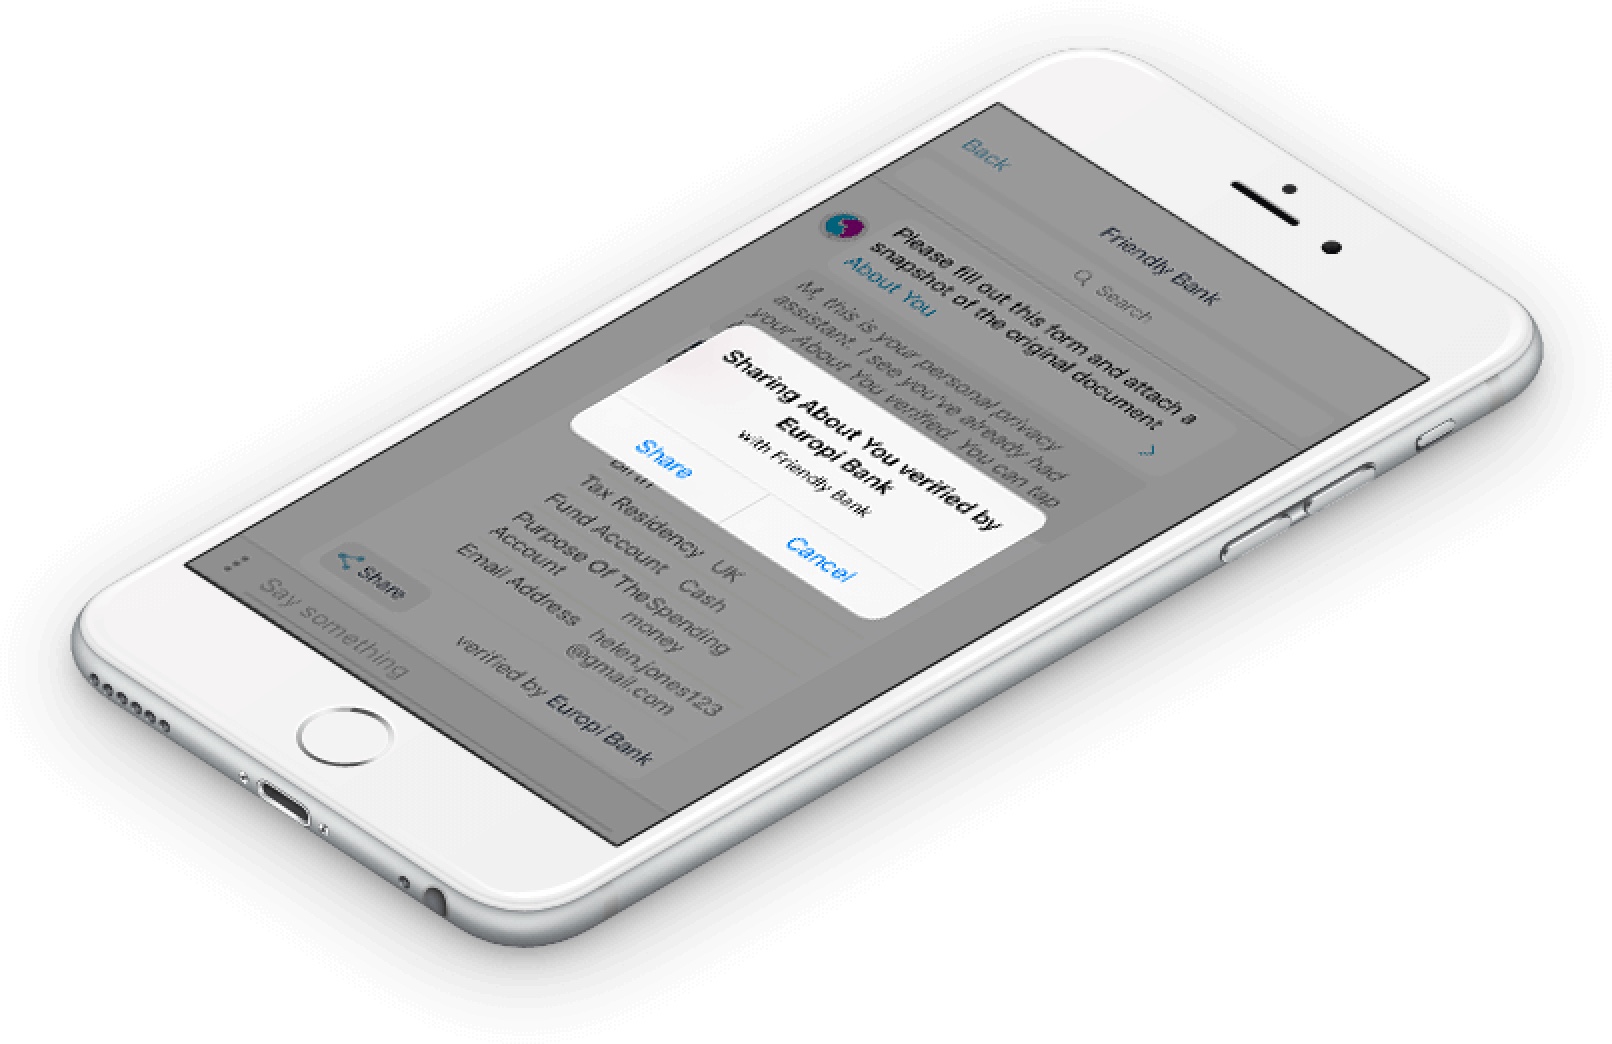 Back
Friendly Bank
Search
Please fill out this form and attach a
snapshot of the original document
About You
M, this is your personal privacy
assistant. I see you've already had
your About You verified. You can tap
Sharing About You verified by
Europi Bank
with Friendly Bank
Share
Cancel
Tax Residency UK
Fund Account Cash
Purpose Of The Spending
Account money
Email Address helen.jones123
@gmail.com
verified by Europi Bank
Share
Say something